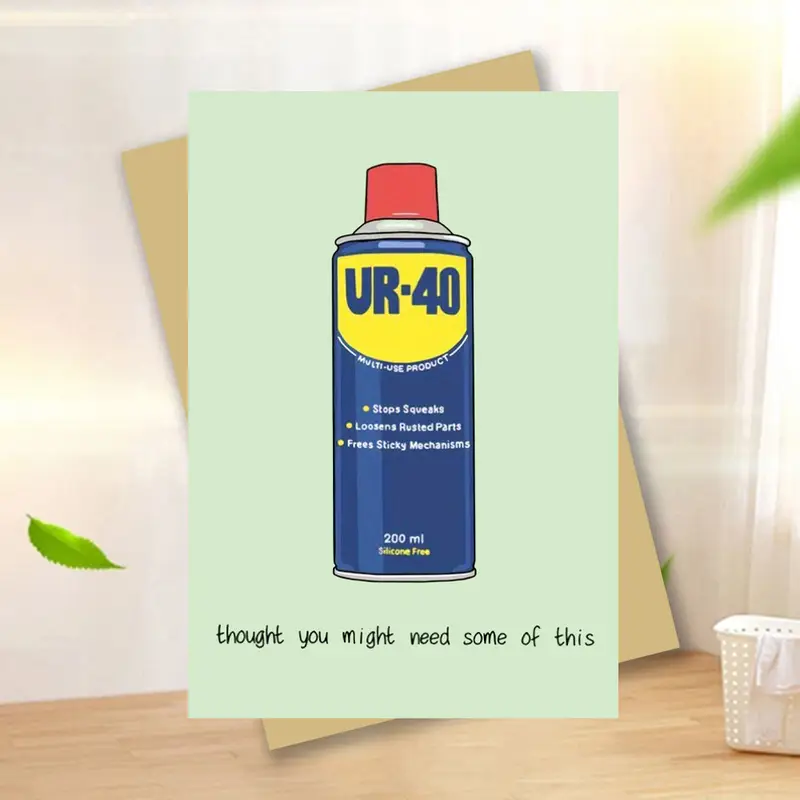 UR-40
MULTI-USE PRODUCT
• Stops Squeaks
• Loosens Rusted Parts
• Frees Sticky Mechanisms
200 ml
Silicone Free
thought you might need some of this